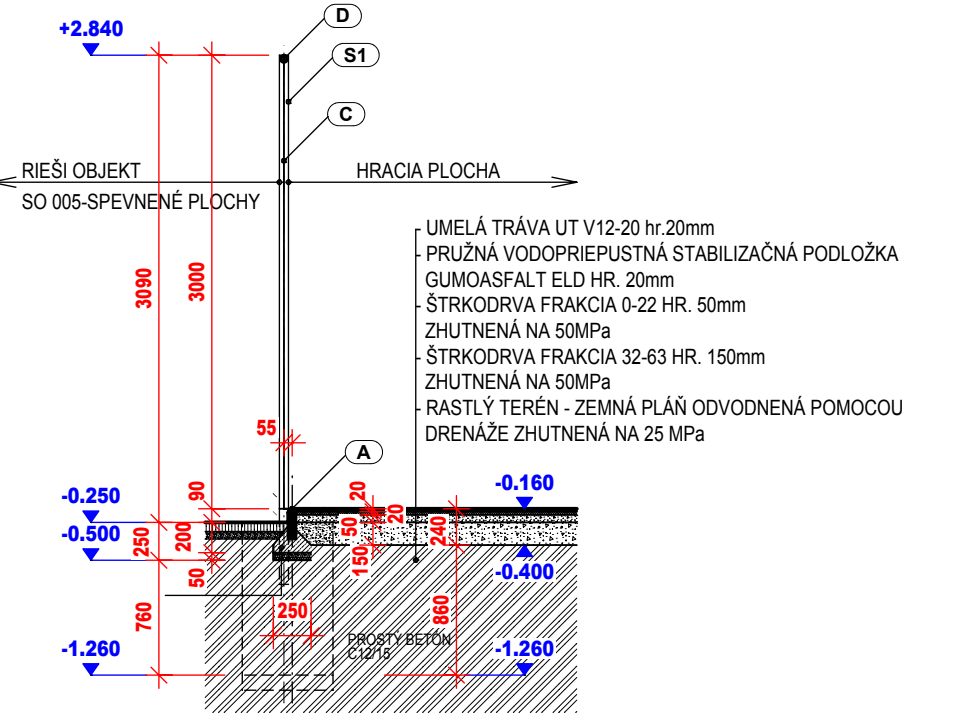 D
+2.840
S1
C
RIEŠI OBJEKT
HRACIA PLOCHA
SO 005-SPEVNENÉ PLOCHY
UMELÁ TRÁVA UT V12-20 hr.20mm
PRUŽNÁ VODOPRIEPUSTNÁ STABILIZAČNÁ PODLOŽKA
GUMOASFALT ELD HR. 20mm
ŠTRKODRVA FRAKCIA 0-22 HR. 50mm
ZHUTNENÁ NA 50MPa
ŠTRKODRVA FRAKCIA 32-63 HR. 150mm
ZHUTNENÁ NA 50MPa
RASTLÝ TERÉN - ZEMNÁ PLÁŇ ODVODNENÁ POMOCOU
DRENÁŽE ZHUTNENÁ NA 25 MPa
3090
3000
55
A
90
20
-0.250
-0.160
-0.500
250
200
50
20
240
150
50
-0.400
760
250
860
PROSTÝ BETÓN
C12/15
-1.260
-1.260